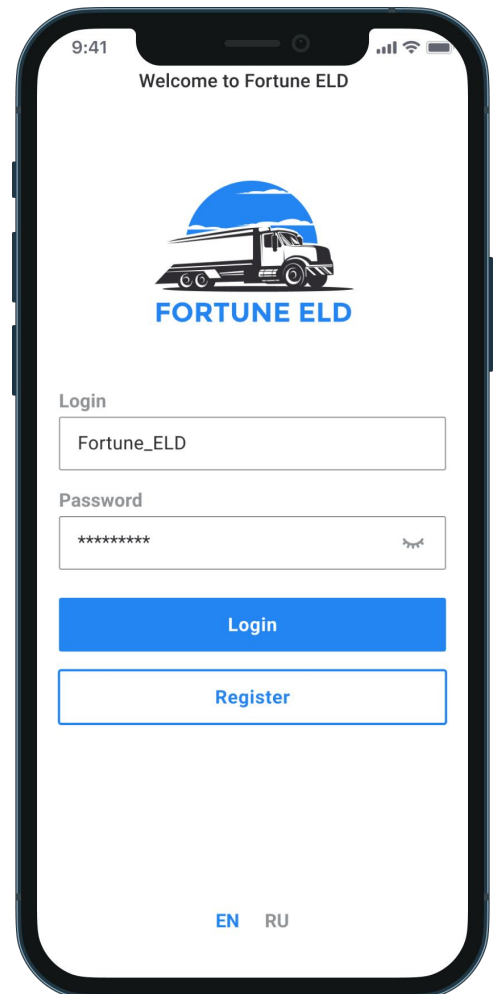 9:41
Welcome to Fortune ELD
FORTUNE ELD
Login
Fortune_ELD
Password
*********
Login
Register
EN RU